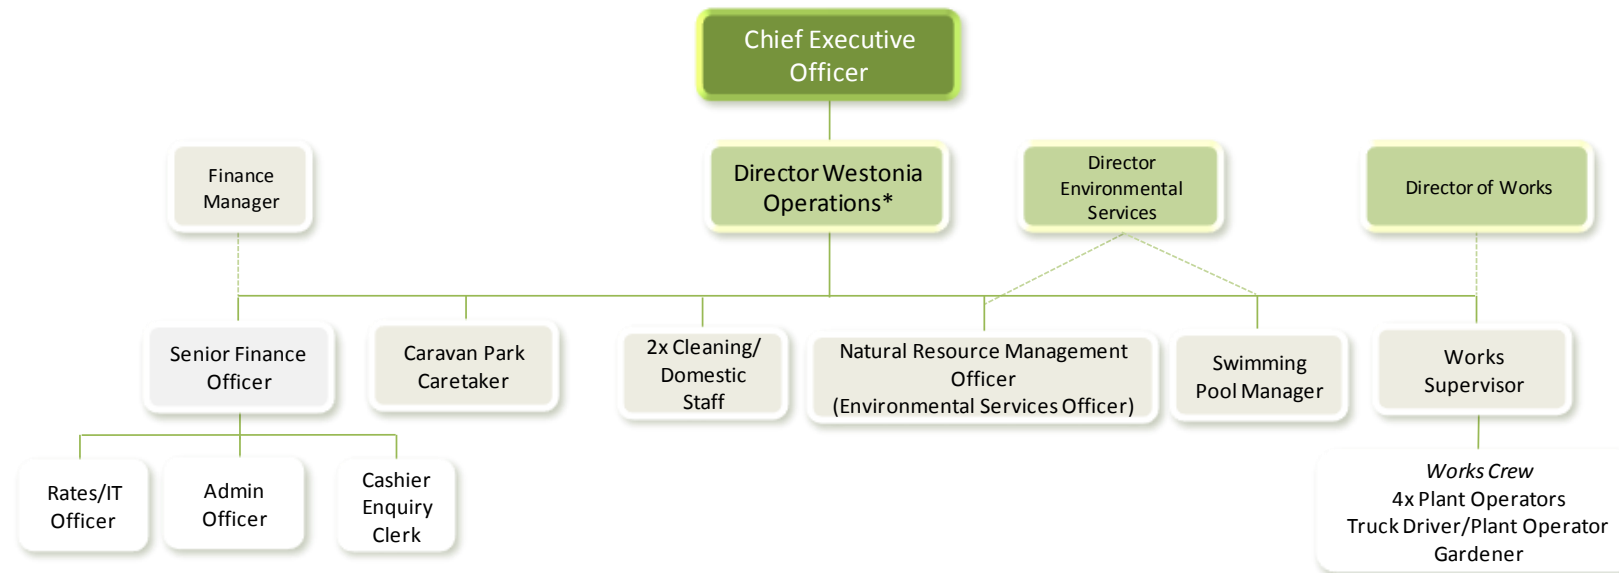 Chief Executive
Officer
Finance
Manager
Director Westonia
Operations*
Director
Environmental
Services
Director of Works
Senior Finance
Officer
Caravan Park
Caretaker
2x Cleaning/
Domestic
Staff
Natural Resource Management
Officer
(Environmental Services Officer)
Swimming
Pool Manager
Works
Supervisor
Rates/IT
Officer
Admin
Officer
Cashier
Enquiry
Clerk
Works Crew
4x Plant Operators
Truck Driver/Plant Operator
Gardener